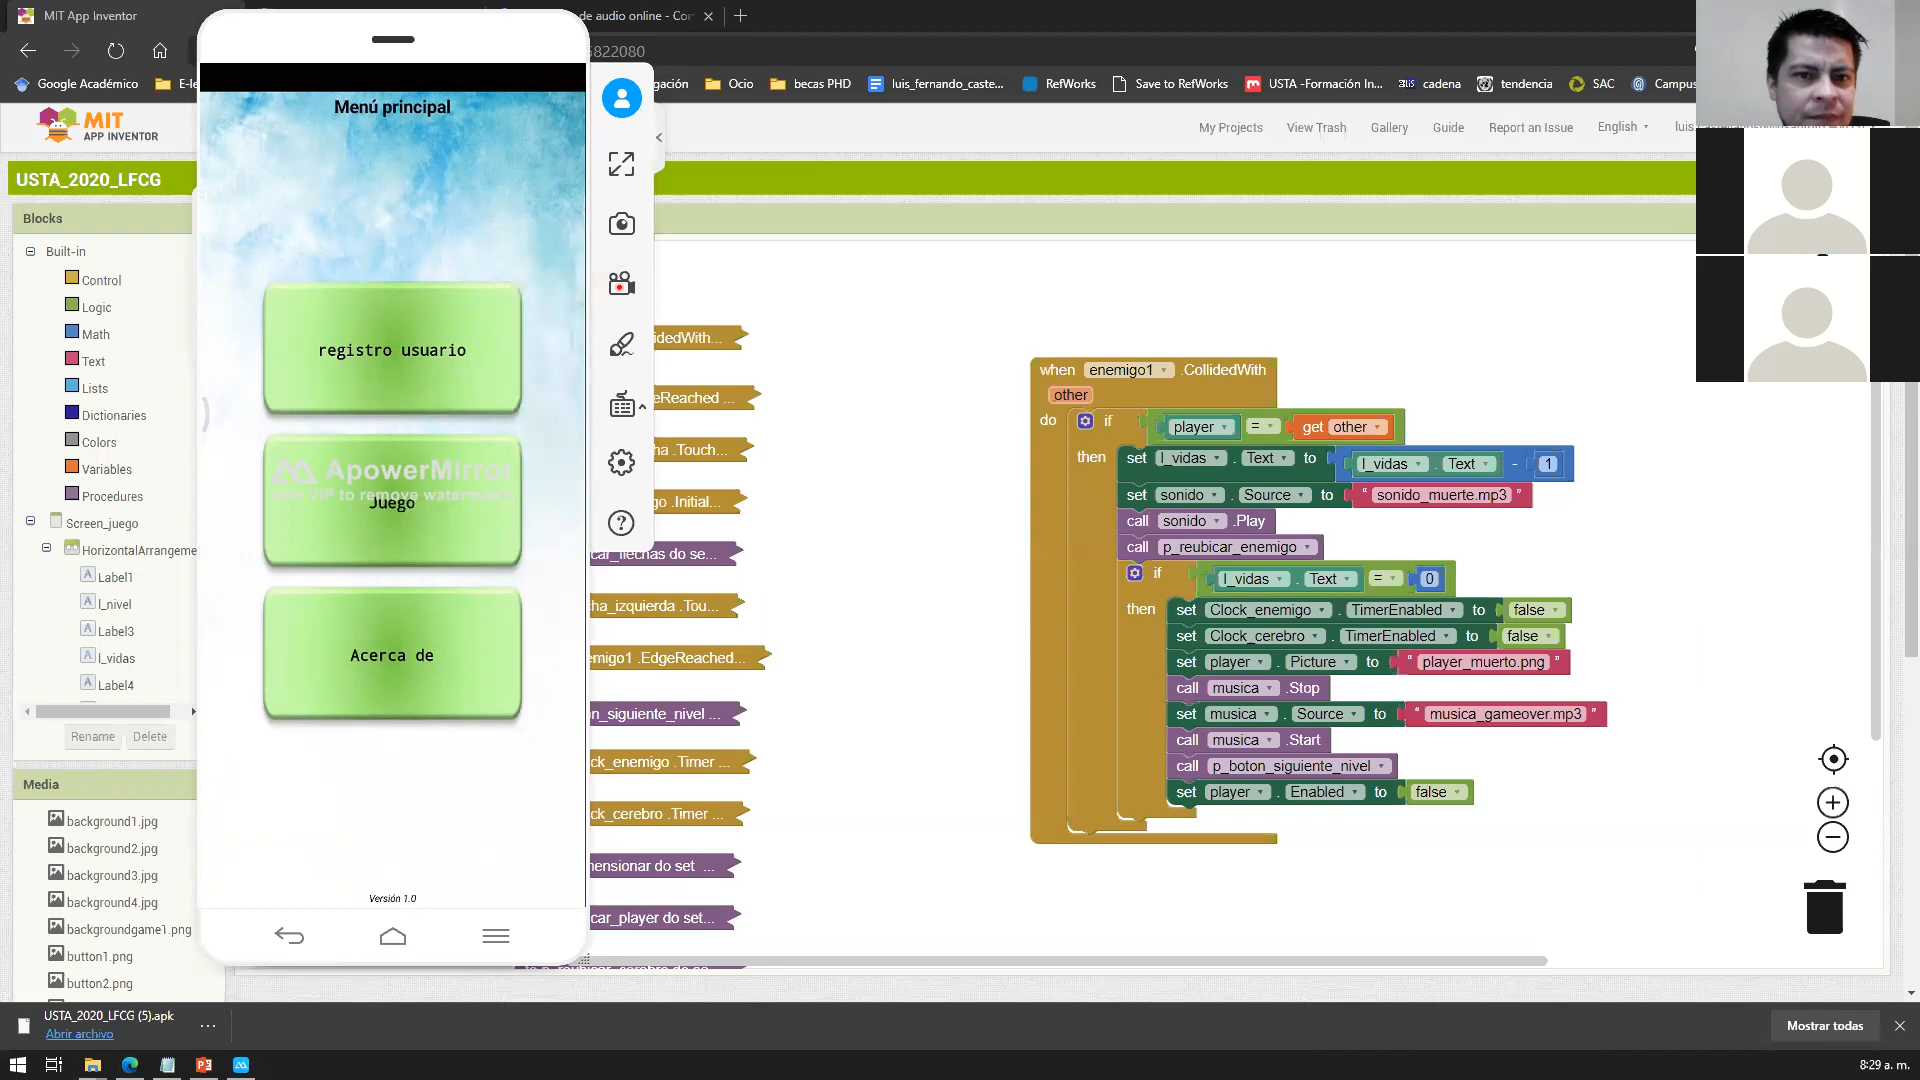 MIT App Inventor
de audio online - Cor
6822080
Google Académico
E-le
gación
Ocio
becas PHD
luis_fernando_caste...
RefWorks
Save to RefWorks
USTA -Formación In...
cadena
tendencia
SAC
Campus
MIT
APP INVENTOR
My Projects
View Trash
Gallery
Guide
Report an Issue
English
USTA_2020_LFCG
Blocks
Built-in
Control
Logic
Math
Text
Lists
Dictionaries
Colors
Variables
Procedures
Screen_juego
HorizontalArrangeme
Label1
l_nivel
Label3
l_vidas
Label4
Rename
Delete
Media
background1.jpg
background2.jpg
background3.jpg
background4.jpg
backgroundgame1.png
button1.png
button2.png
Menú principal
registro usuario
ApowerMirror
VIP to remove watermark
Juego
Acerca de
Versión 1.0
idedWith...
geReached ...
ha .Touch...
go .Initial...
car_flechas do se...
ha_izquierda .Tou...
emigo1 .EdgeReached...
on_siguiente_nivel ...
ck_enemigo .Timer ...
ck_cerebro .Timer ...
mensionar do set ...
car_player do set...
when enemigo1 .CollidedWith
other
do if player = get other
then set l_vidas . Text to l_vidas . Text - 1
set sonido . Source to " sonido_muerte.mp3 "
call sonido .Play
call p_reubicar_enemigo
if l_vidas . Text = 0
then set Clock_enemigo . TimerEnabled to false
set Clock_cerebro . TimerEnabled to false
set player . Picture to " player_muerto.png "
call musica .Stop
set musica . Source to " musica_gameover.mp3 "
call musica .Start
call p_boton_siguiente_nivel
set player . Enabled to false
USTA_2020_LFCG (5).apk
Abrir archivo
Mostrar todas
8:29 a. m.